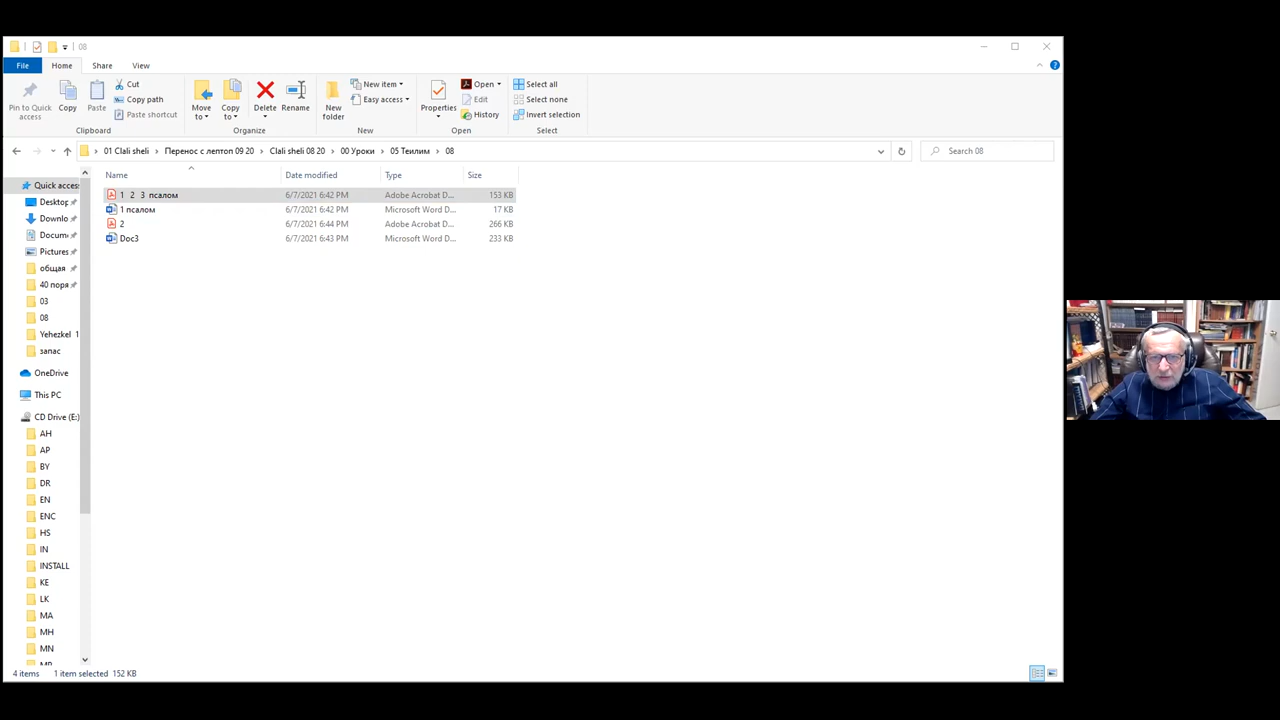 08
File Home Share View
Pin to Quick access
Copy
Paste
Cut
Copy path
Paste shortcut
Clipboard
Move to
Copy to
Delete
Rename
Organize
New folder
New item
Easy access
New
Properties
Open
Edit
History
Open
Select all
Select none
Invert selection
Select
01 Clali sheli > Перенос с лептоп 09 20 > Clali sheli 08 20 > 00 Уроки > 05 Теилим > 08
Search 08
Name Date modified Type Size
1 2 3 псалом 6/7/2021 6:42 PM Adobe Acrobat D... 153 KB
1 псалом 6/7/2021 6:42 PM Microsoft Word D... 17 KB
2 6/7/2021 6:44 PM Adobe Acrobat D... 266 KB
Doc3 6/7/2021 6:43 PM Microsoft Word D... 233 KB
Quick access
Desktop
Downlo
Docum
Pictures
общая
40 поря
03
08
Yehezkel 1
запас
OneDrive
This PC
CD Drive (E:)
AH
AP
BY
DR
EN
ENC
HS
IN
INSTALL
KE
LK
MA
MH
MN
4 items 1 item selected 152 KB